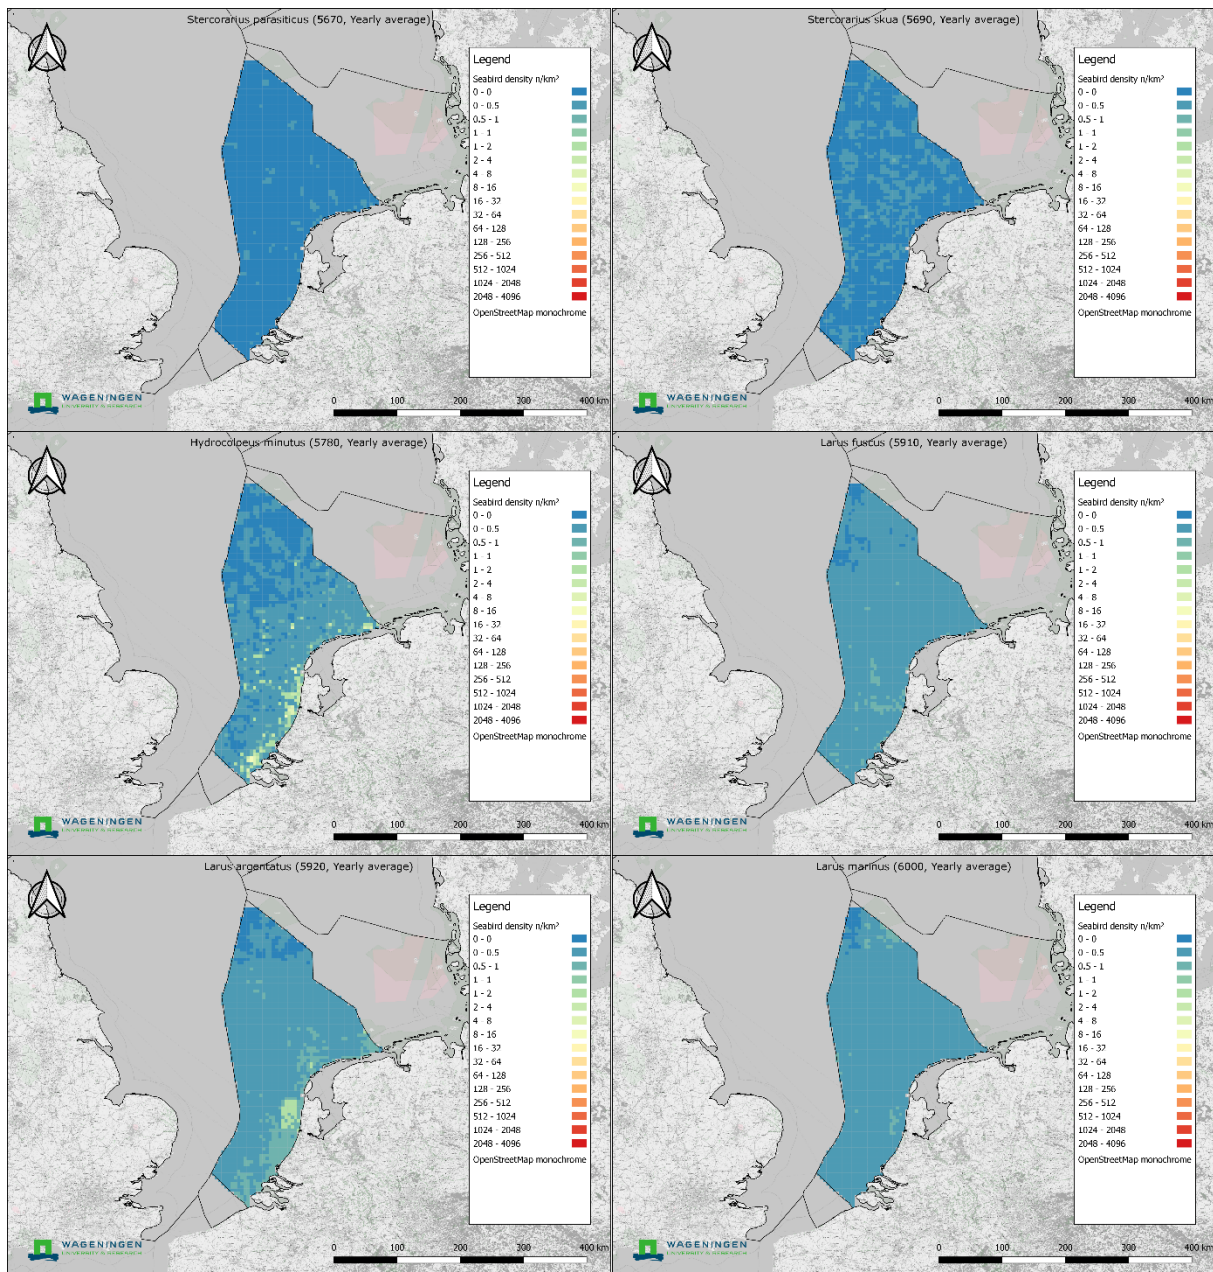 Stercorarius parasiticus (5670, Yearly average)
Legend
Seabird density n/km²
0 - 0
0 - 0.5
0.5 - 1
1 - 1
1 - 2
2 - 4
4 - 8
8 - 16
16 - 32
32 - 64
64 - 128
128 - 256
256 - 512
512 - 1024
1024 - 2048
2048 - 4096
OpenStreetMap monochrome
WAGENINGEN
UNIVERSITY & RESEARCH
0 100 200 300 400 km
Stercorarius skua (5690, Yearly average)
Legend
Seabird density n/km²
0 - 0
0 - 0.5
0.5 - 1
1 - 1
1 - 2
2 - 4
4 - 8
8 - 16
16 - 32
32 - 64
64 - 128
128 - 256
256 - 512
512 - 1024
1024 - 2048
2048 - 4096
OpenStreetMap monochrome
WAGENINGEN
UNIVERSITY & RESEARCH
0 100 200 300 400 km
Hydrocoloeus minutus (5780, Yearly average)
Legend
Seabird density n/km²
0 - 0
0 - 0.5
0.5 - 1
1 - 1
1 - 2
2 - 4
4 - 8
8 - 16
16 - 32
32 - 64
64 - 128
128 - 256
256 - 512
512 - 1024
1024 - 2048
2048 - 4096
OpenStreetMap monochrome
WAGENINGEN
UNIVERSITY & RESEARCH
0 100 200 300 400 km
Larus fuscus (5910, Yearly average)
Legend
Seabird density n/km²
0 - 0
0 - 0.5
0.5 - 1
1 - 1
1 - 2
2 - 4
4 - 8
8 - 16
16 - 32
32 - 64
64 - 128
128 - 256
256 - 512
512 - 1024
1024 - 2048
2048 - 4096
OpenStreetMap monochrome
WAGENINGEN
UNIVERSITY & RESEARCH
0 100 200 300 400 km
Larus argentatus (5920, Yearly average)
Legend
Seabird density n/km²
0 - 0
0 - 0.5
0.5 - 1
1 - 1
1 - 2
2 - 4
4 - 8
8 - 16
16 - 32
32 - 64
64 - 128
128 - 256
256 - 512
512 - 1024
1024 - 2048
2048 - 4096
OpenStreetMap monochrome
WAGENINGEN
UNIVERSITY & RESEARCH
0 100 200 300 400 km
Larus marinus (6000, Yearly average)
Legend
Seabird density n/km²
0 - 0
0 - 0.5
0.5 - 1
1 - 1
1 - 2
2 - 4
4 - 8
8 - 16
16 - 32
32 - 64
64 - 128
128 - 256
256 - 512
512 - 1024
1024 - 2048
2048 - 4096
OpenStreetMap monochrome
WAGENINGEN
UNIVERSITY & RESEARCH
0 100 200 300 400 km